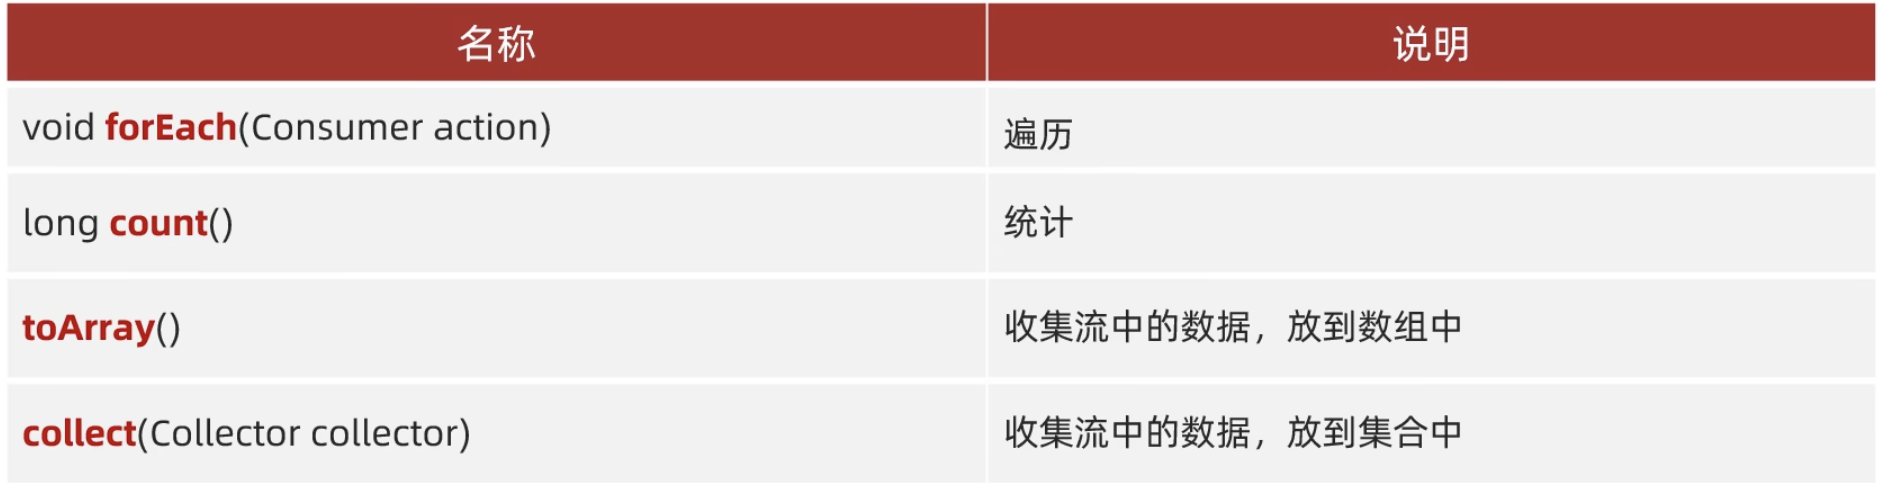 名称 说明
void forEach(Consumer action) 遍历
long count() 统计
toArray() 收集流中的数据，放到数组中
collect(Collector collector) 收集流中的数据，放到集合中